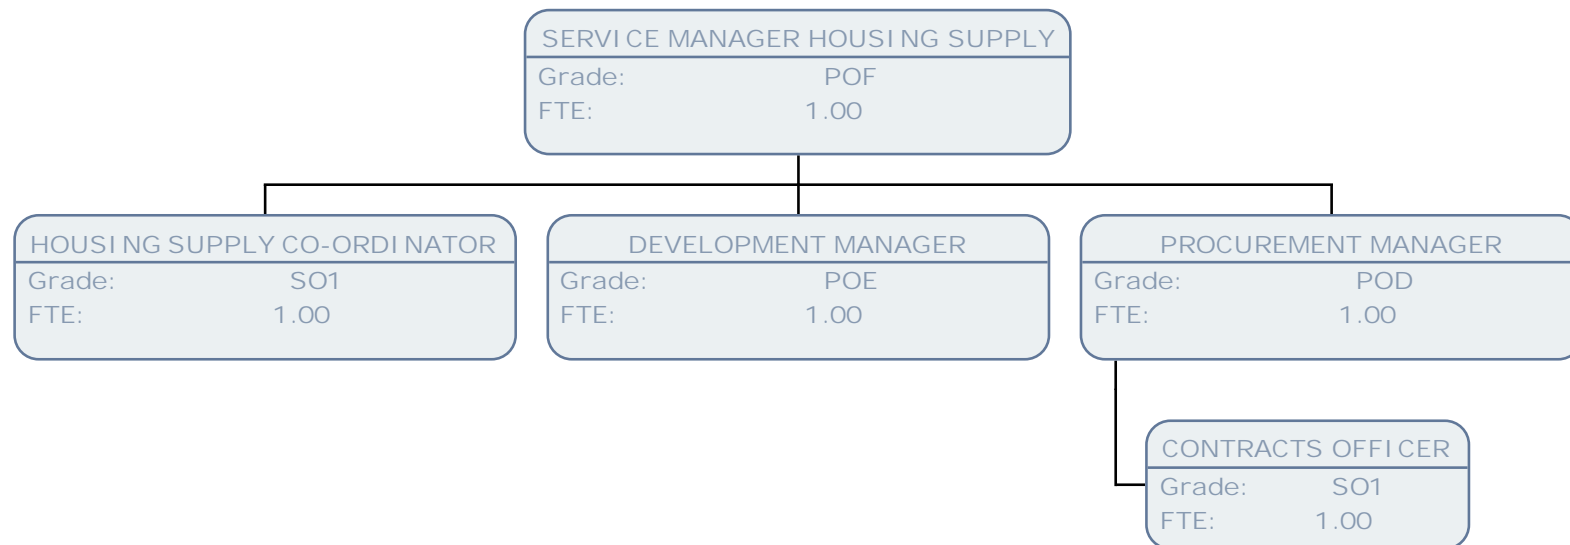 SERVICE MANAGER HOUSING SUPPLY
Grade: POF
FTE: 1.00
HOUSING SUPPLY CO-ORDINATOR
Grade: SO1
FTE: 1.00
DEVELOPMENT MANAGER
Grade: POE
FTE: 1.00
PROCUREMENT MANAGER
Grade: POD
FTE: 1.00
CONTRACTS OFFICER
Grade: SO1
FTE: 1.00